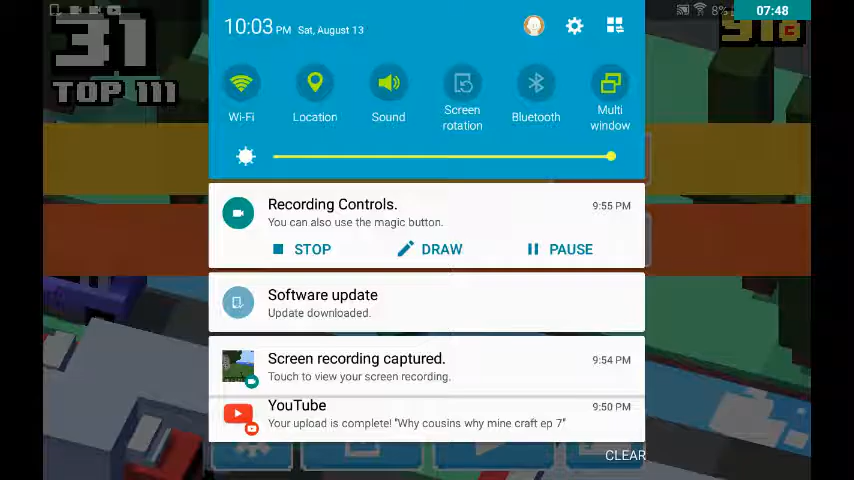 10:03 PM Sat, August 13
8%
07:48
31
TOP 111
918
Wi-Fi
Location
Sound
Screen rotation
Bluetooth
Multi window
Recording Controls.
9:55 PM
You can also use the magic button.
STOP
DRAW
PAUSE
Software update
Update downloaded.
Screen recording captured.
9:54 PM
Touch to view your screen recording.
YouTube
9:50 PM
Your upload is complete! "Why cousins why mine craft ep 7"
CLEAR